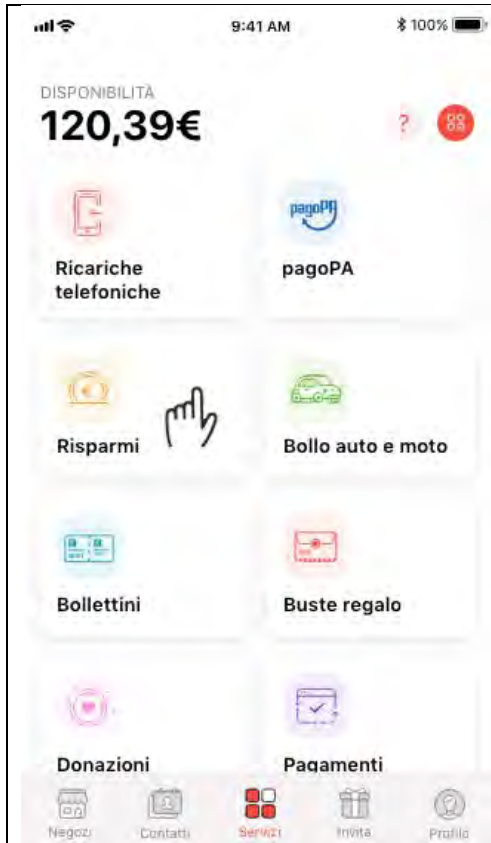 9:41 AM
100%
DISPONIBILITÀ
120,39€
?
Ricariche
telefoniche
pagoPA
pagoPA
Risparmi
Bollo auto e moto
Bollettini
Buste regalo
Donazioni
Pagamenti
Negozi
Contatti
Servizi
Invita
Profilo